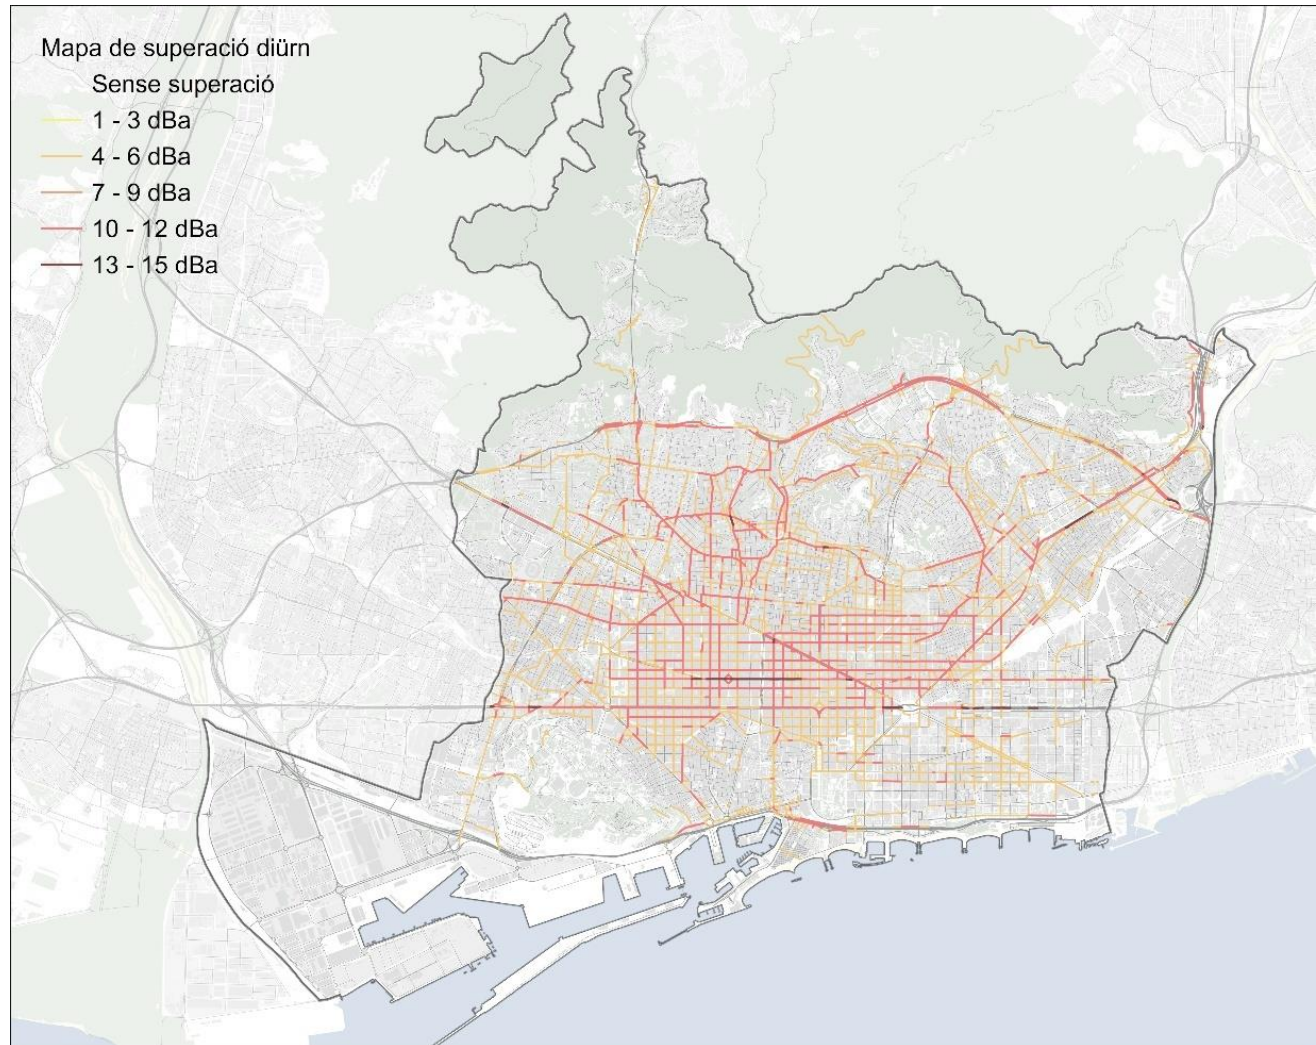 Mapa de superació diürn
Sense superació
1 - 3 dBa
4 - 6 dBa
7 - 9 dBa
10 - 12 dBa
13 - 15 dBa